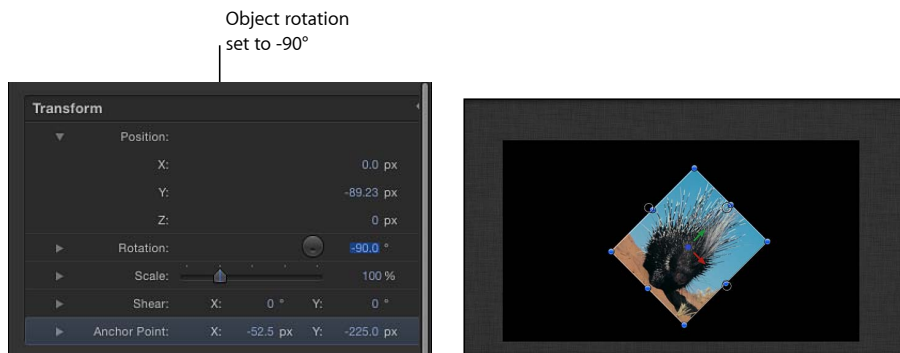 Object rotation
set to -90°
Transform
Position:
X: 0.0 px
Y: -89.23 px
Z: 0 px
Rotation: -90.0 °
Scale: 100 %
Shear: X: 0 ° Y: 0 °
Anchor Point: X: -52.5 px Y: -225.0 px